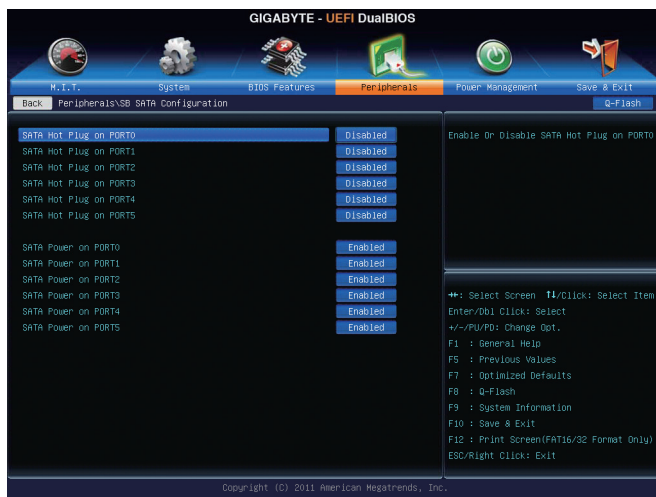 GIGABYTE - UEFI DualBIOS
M.I.T.
System
BIOS Features
Peripherals
Power Management
Save & Exit
Back
Peripherals\SB SATA Configuration
Q-Flash
SATA Hot Plug on PORT0 Disabled
SATA Hot Plug on PORT1 Disabled
SATA Hot Plug on PORT2 Disabled
SATA Hot Plug on PORT3 Disabled
SATA Hot Plug on PORT4 Disabled
SATA Hot Plug on PORT5 Disabled
SATA Power on PORT0 Enabled
SATA Power on PORT1 Enabled
SATA Power on PORT2 Enabled
SATA Power on PORT3 Enabled
SATA Power on PORT4 Enabled
SATA Power on PORT5 Enabled
Enable Or Disable SATA Hot Plug on PORT0
→←: Select Screen ↑↓/Click: Select Item
Enter/Dbl Click: Select
+/-/PU/PD: Change Opt.
F1 : General Help
F5 : Previous Values
F7 : Optimized Defaults
F8 : Q-Flash
F9 : System Information
F10 : Save & Exit
F12 : Print Screen(FAT16/32 Format Only)
ESC/Right Click: Exit
Copyright (C) 2011 American Megatrends, Inc.